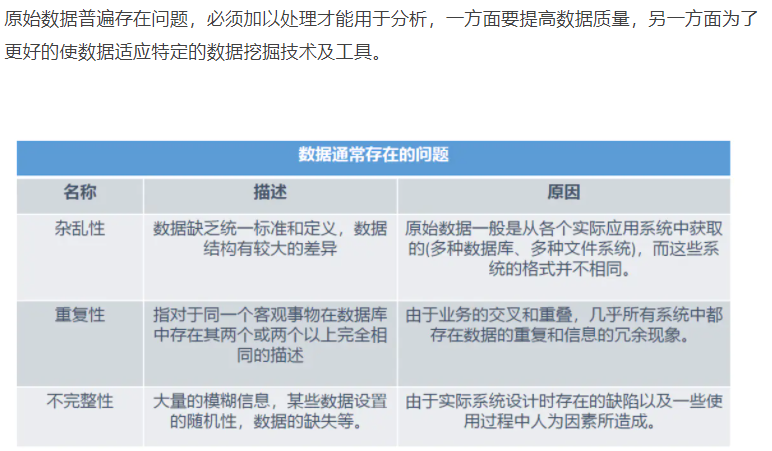 原始数据普遍存在问题，必须加以处理才能用于分析，一方面要提高数据质量，另一方面为了
更好的使数据适应特定的数据挖掘技术及工具。
数据通常存在的问题
名称 描述 原因
杂乱性
数据缺乏统一标准和定义，数据
结构有较大的差异
原始数据一般是从各个实际应用系统中获取
的(多种数据库、多种文件系统)，而这些系
统的格式并不相同。
重复性
指对于同一个客观事物在数据库
中存在其两个或两个以上完全相
同的描述
由于业务的交叉和重叠，几乎所有系统中都
存在数据的重复和信息的冗余现象。
不完整性
大量的模糊信息，某些数据设置
的随机性，数据的缺失等。
由于实际系统设计时存在的缺陷以及一些使
用过程中人为因素所造成。